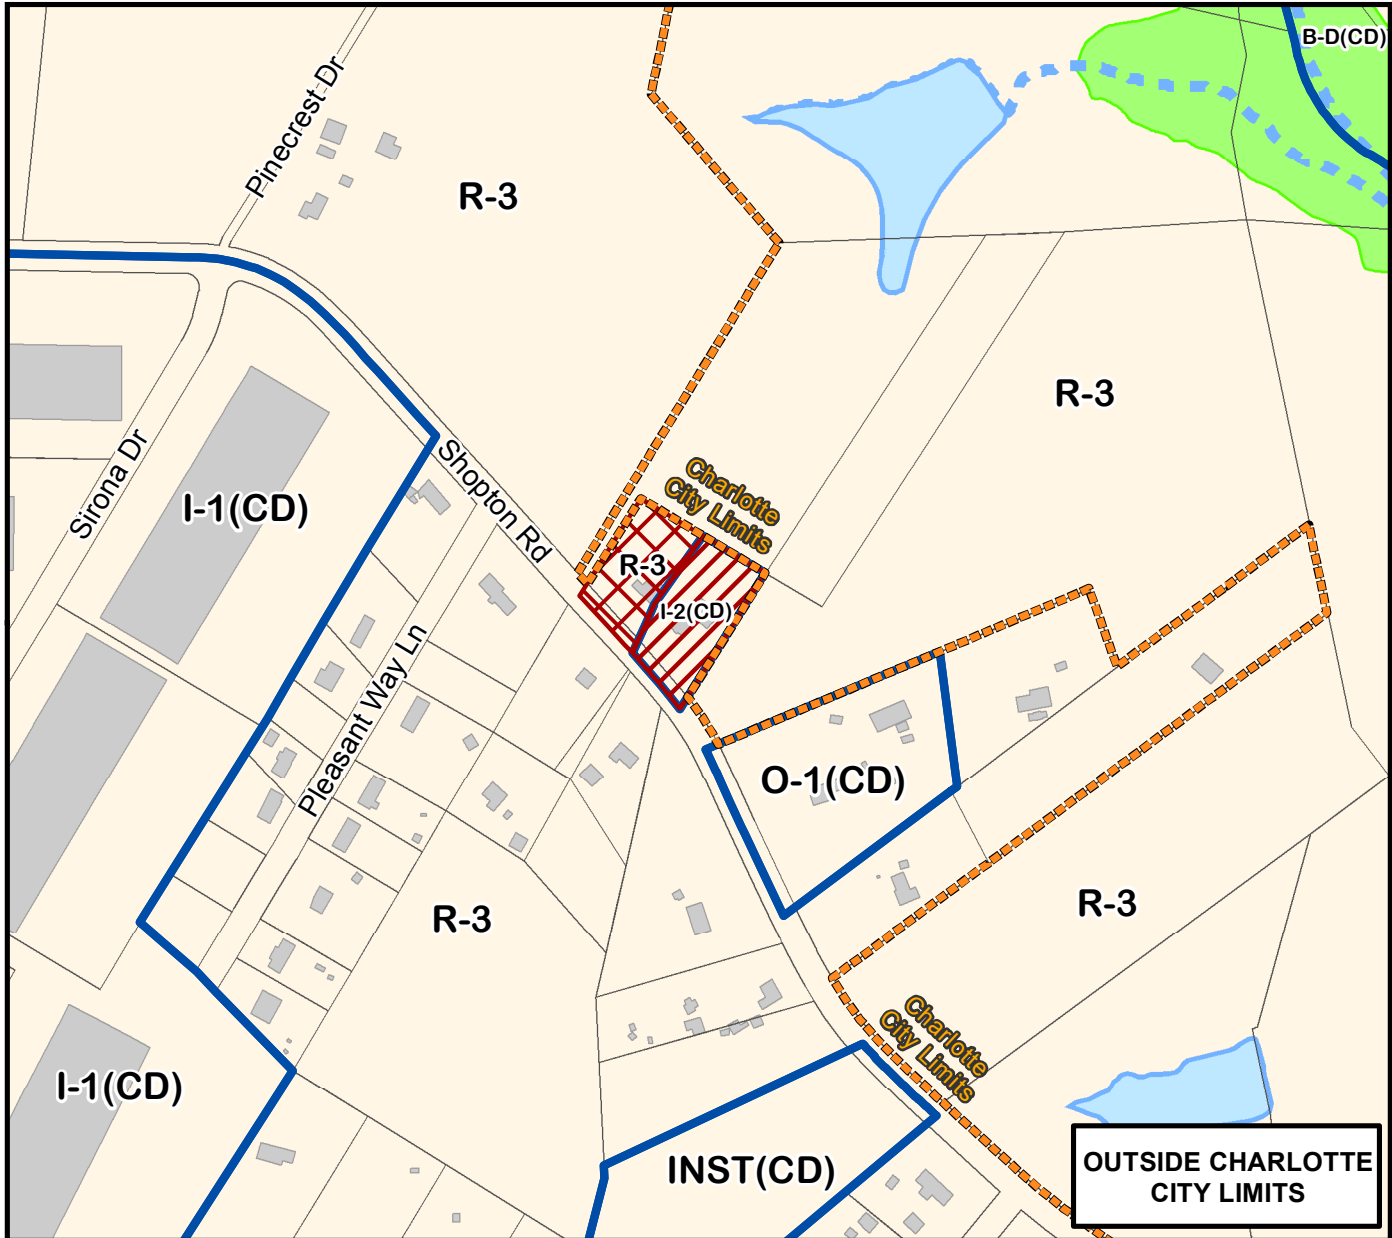 B-D(CD)
Pinecrest Dr
R-3
R-3
Shopton Rd
Sirona Dr
I-1(CD)
Charlotte
City Limits
R-3
I-2(CD)
Pleasant Way Ln
O-1(CD)
R-3
R-3
Charlotte
City Limits
I-1(CD)
INST(CD)
OUTSIDE CHARLOTTE
CITY LIMITS